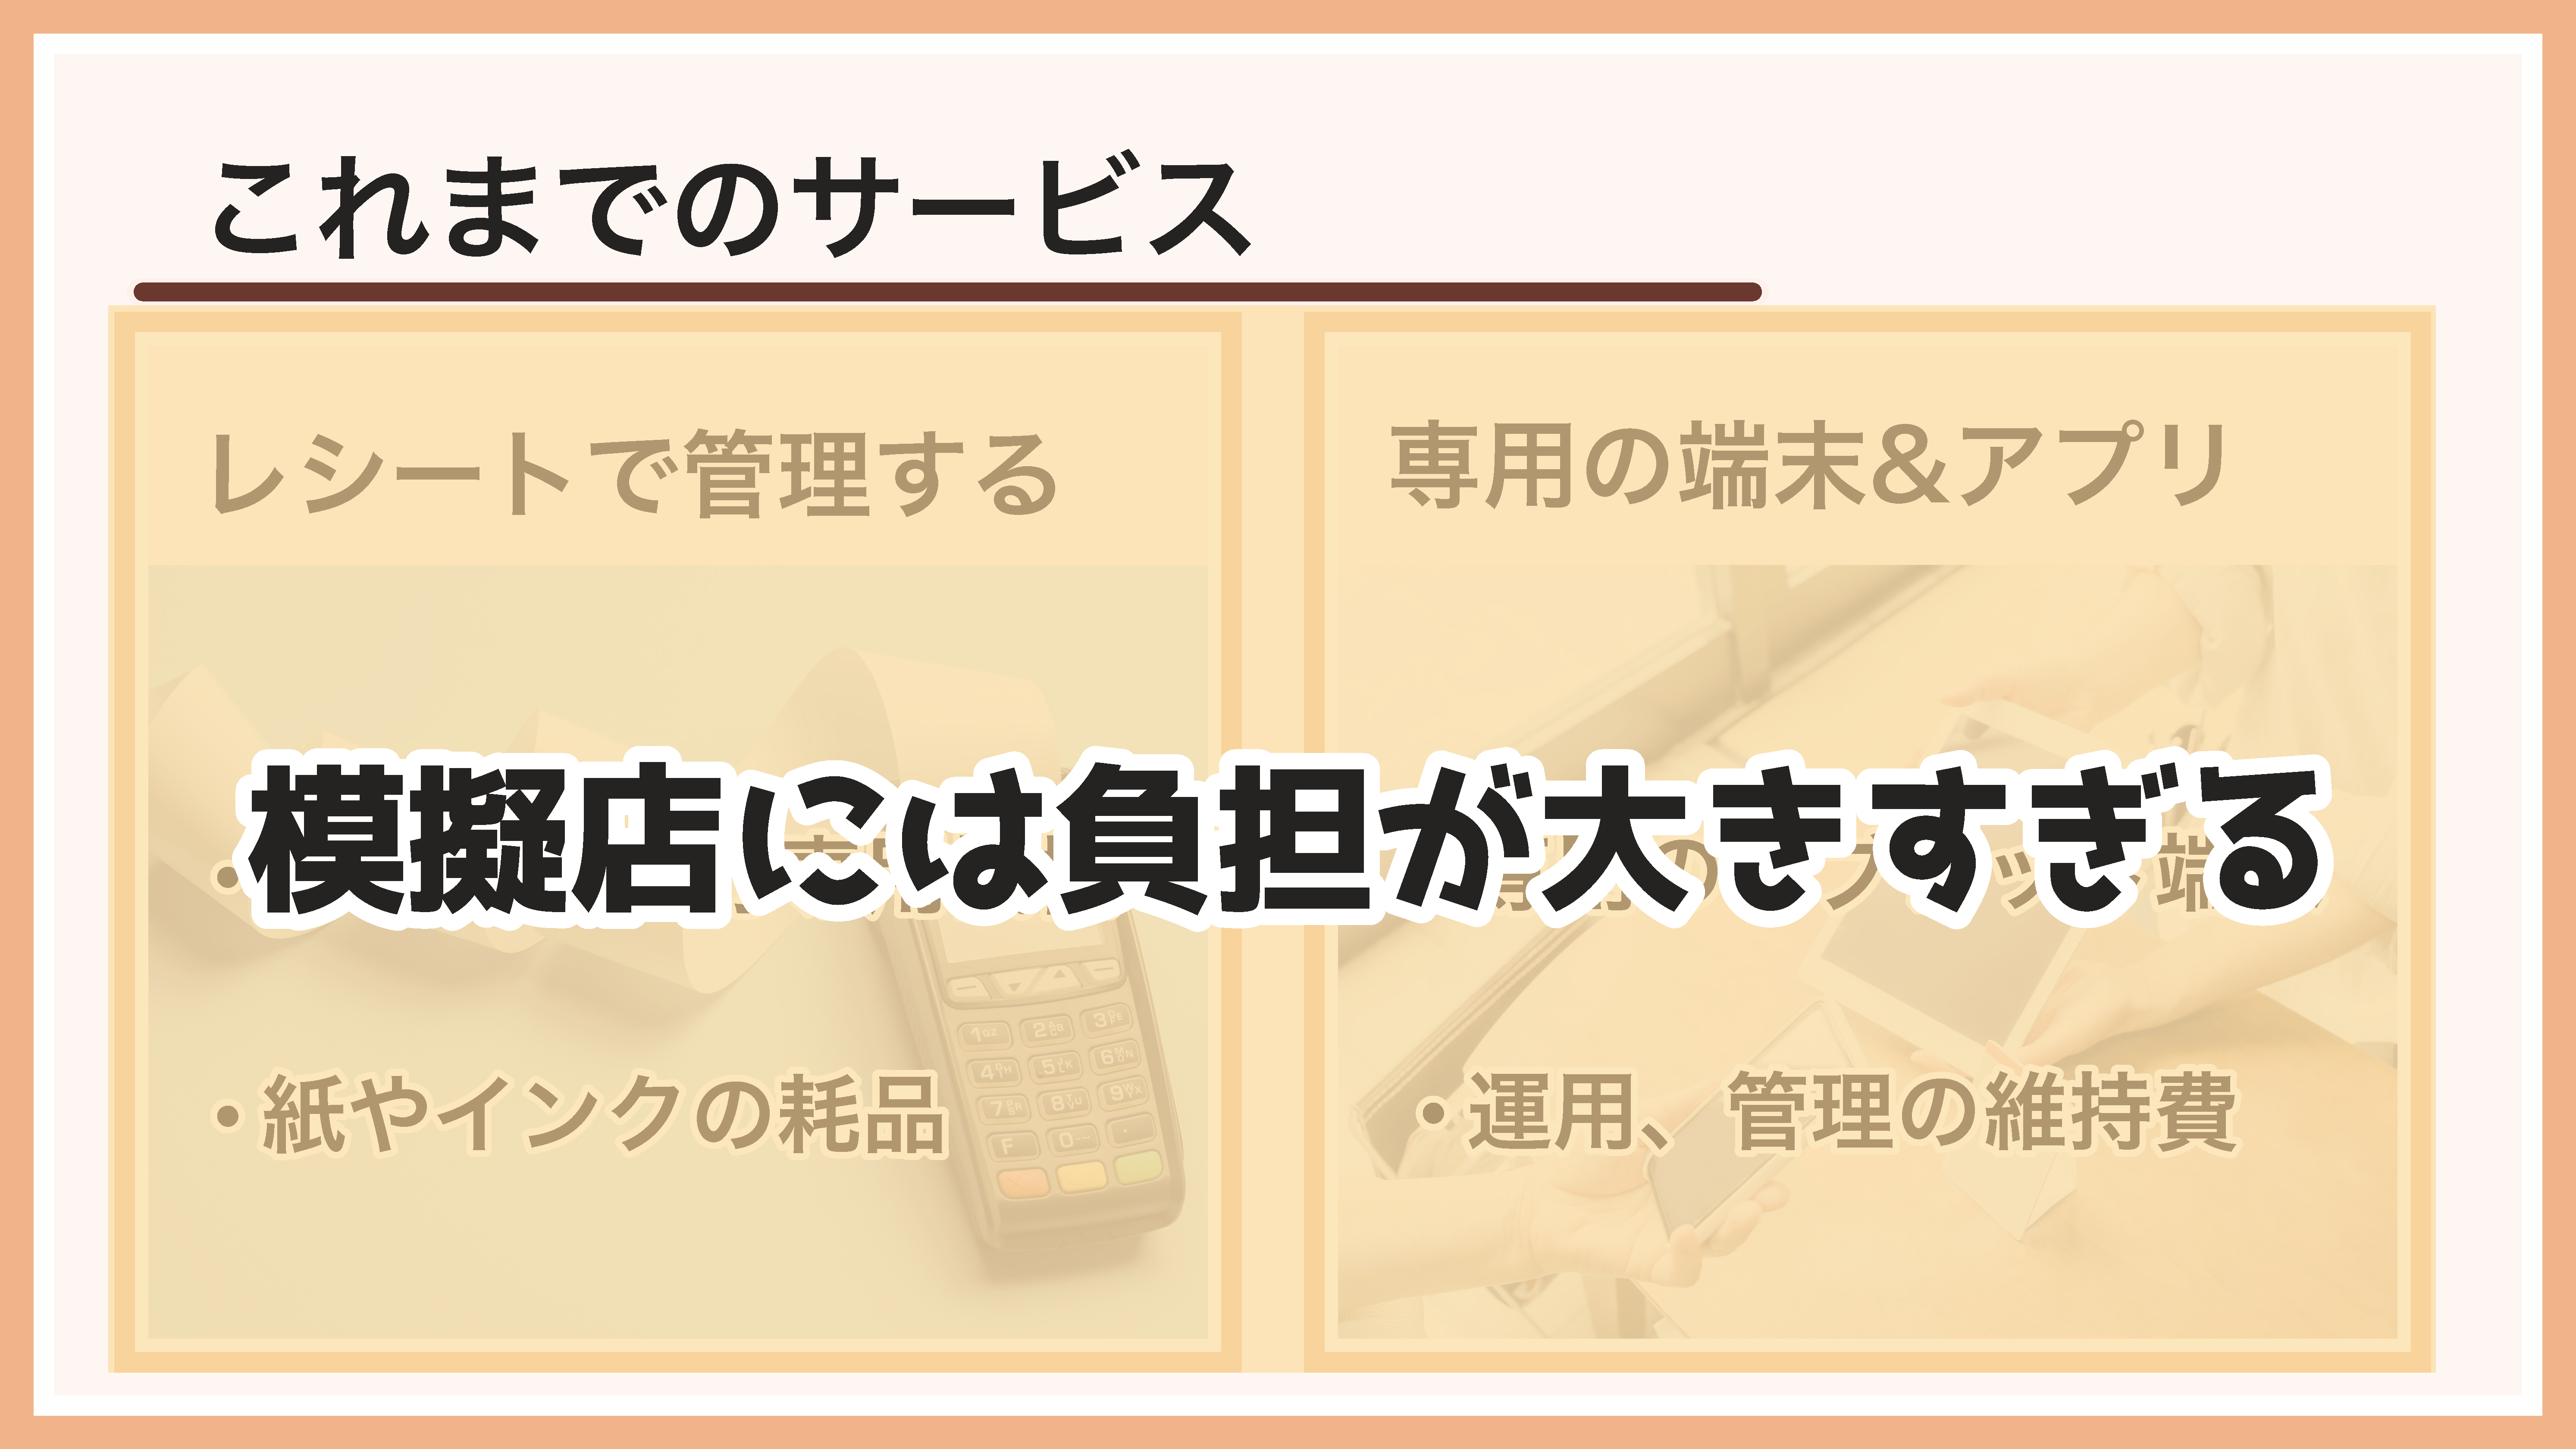 これまでのサービス
レシートで管理する
専用の端末&アプリ
模擬店には負担が大きすぎる
・紙やインクの耗品
・運用、管理の維持費